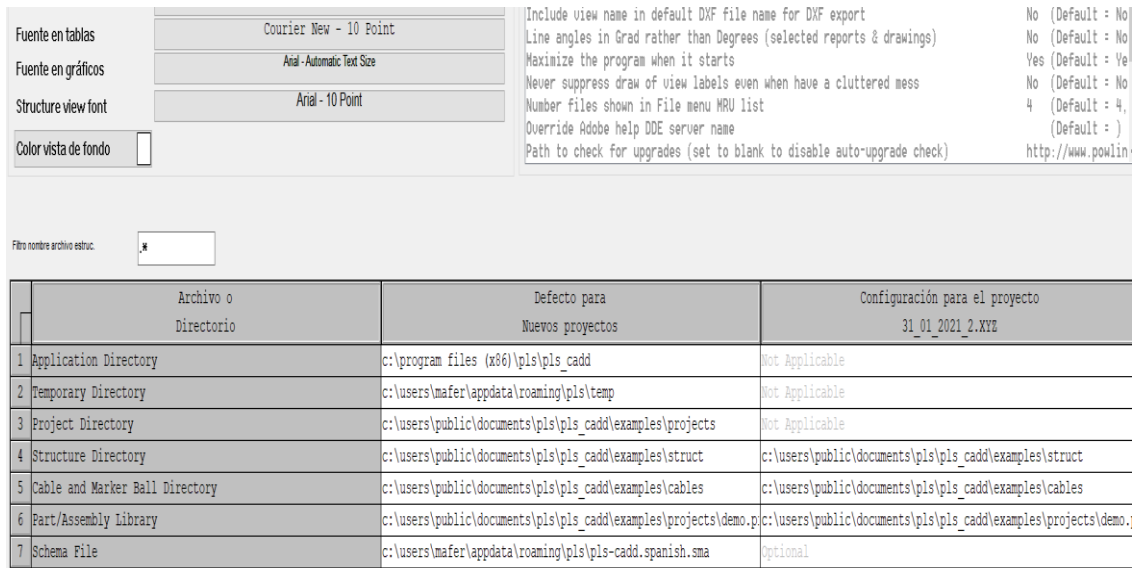 Fuente en tablas
Courier New - 10 Point
Fuente en gráficos
Arial - Automatic Text Size
Structure view font
Arial - 10 Point
Color vista de fondo
Include view name in default DXF file name for DXF export No (Default : No
Line angles in Grad rather than Degrees (selected reports & drawings) No (Default : No
Maximize the program when it starts Yes (Default : Ye
Never suppress draw of view labels even when have a cluttered mess No (Default : No
Number files shown in File menu MRU list 4 (Default : 4,
Override Adobe help DDE server name (Default : )
Path to check for upgrades (set to blank to disable auto-upgrade check) http://www.powlin
Filtro nombre archivo estruc. .*
Archivo o Directorio
Defecto para Nuevos proyectos
Configuración para el proyecto 31_01_2021_2.XYZ
1 Application Directory c:\program files (x86)\pls\pls_cadd Not Applicable
2 Temporary Directory c:\users\mafer\appdata\roaming\pls\temp Not Applicable
3 Project Directory c:\users\public\documents\pls\pls_cadd\examples\projects Not Applicable
4 Structure Directory c:\users\public\documents\pls\pls_cadd\examples\struct c:\users\public\documents\pls\pls_cadd\examples\struct
5 Cable and Marker Ball Directory c:\users\public\documents\pls\pls_cadd\examples\cables c:\users\public\documents\pls\pls_cadd\examples\cables
6 Part/Assembly Library c:\users\public\documents\pls\pls_cadd\examples\projects\demo.p c:\users\public\documents\pls\pls_cadd\examples\projects\demo.
7 Schema File c:\users\mafer\appdata\roaming\pls\pls-cadd.spanish.sma Optional